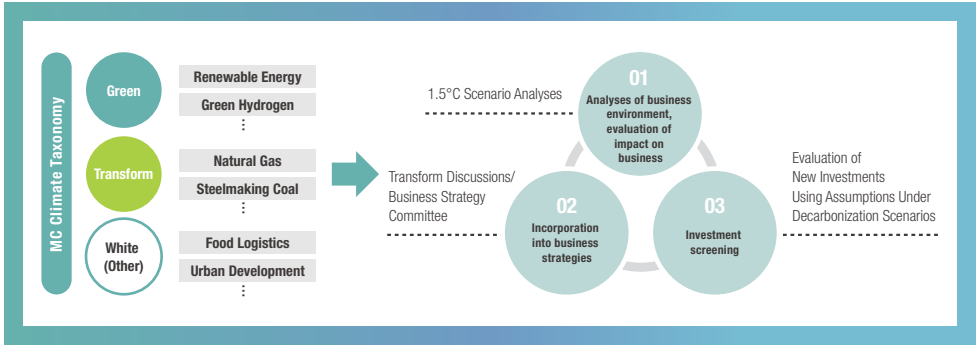 MC Climate Taxonomy
Green
Renewable Energy
Green Hydrogen
Transform
Natural Gas
Steelmaking Coal
White
(Other)
Food Logistics
Urban Development
1.5°C Scenario Analyses
01
Analyses of business
environment,
evaluation of
impact on
business
Transform Discussions/
Business Strategy
Committee
02
Incorporation
into business
strategies
03
Investment
screening
Evaluation of
New Investments
Using Assumptions Under
Decarbonization Scenarios